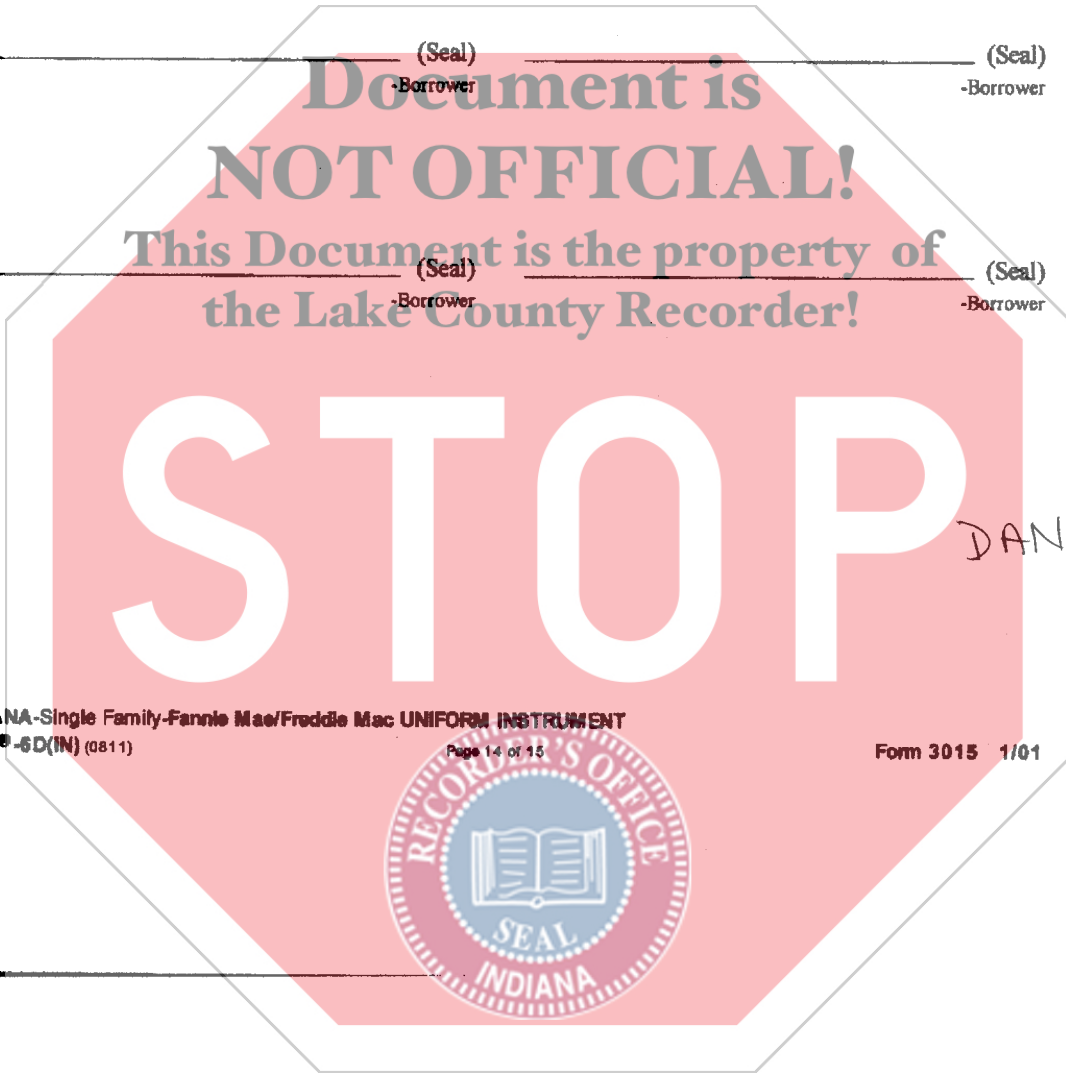 (Seal) (Seal)
-Borrower -Borrower
Document is
NOT OFFICIAL!
This Document is the property of
the Lake County Recorder!
(Seal) (Seal)
-Borrower -Borrower
STOP
DAN
NA-Single Family-Fannie Mae/Freddie Mac UNIFORM INSTRUMENT
-6D(IN) (0811) Page 14 of 15 Form 3015 1/01
RECORDER'S OFFICE
SEAL
INDIANA